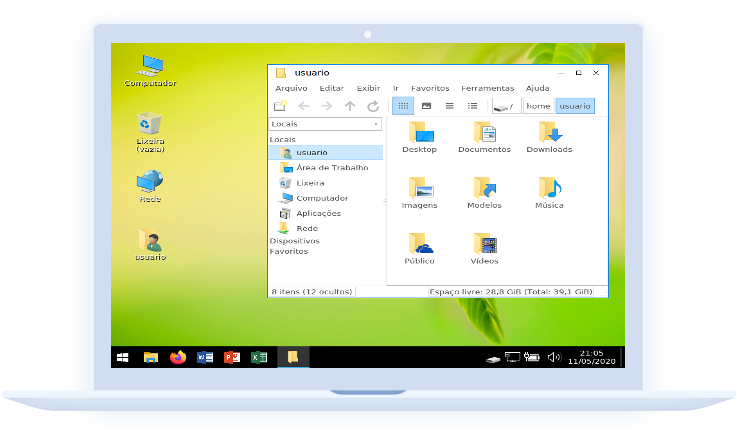 Computador
Lixeira
(vazia)
Rede
usuario
usuario
Arquivo Editar Exibir Ir Favoritos Ferramentas Ajuda
/ home usuario
Locais
Locais
usuario
Área de Trabalho
Lixeira
Computador
Aplicações
Rede
Dispositivos
Favoritos
Desktop Documentos Downloads
Imagens Modelos Música
Público Vídeos
8 itens (12 ocultos) Espaço livre: 28,8 GiB (Total: 39,1 GiB)
21:05
11/05/2020